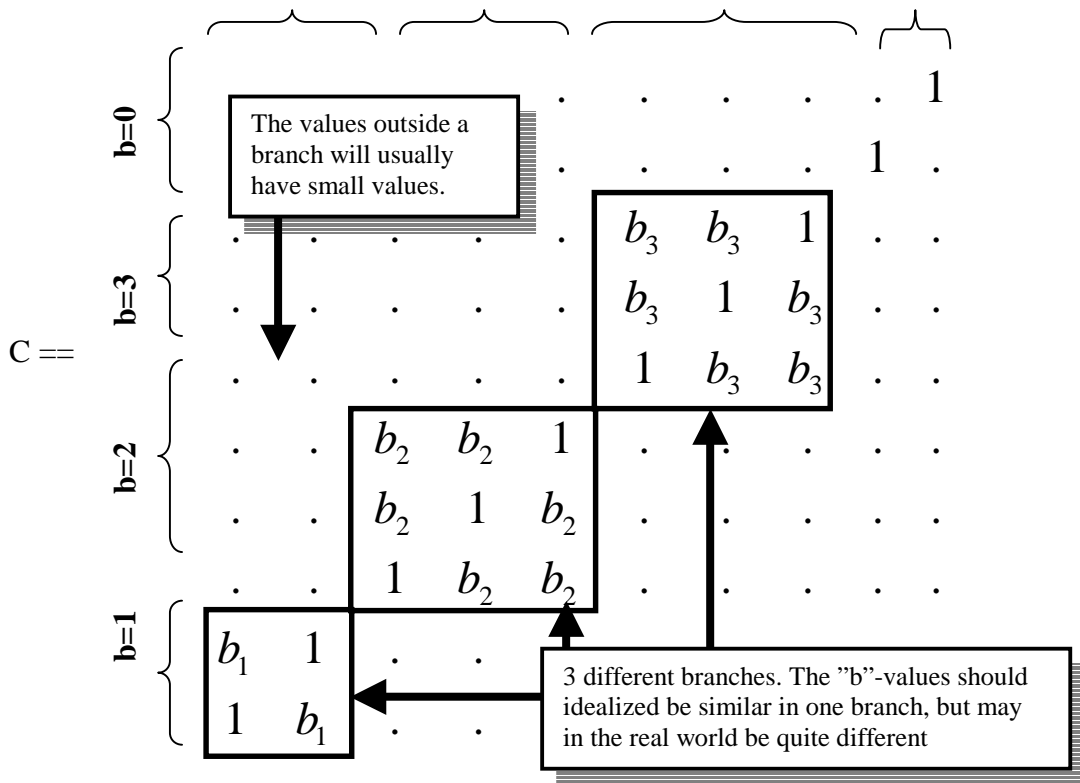 . . . . . 1
b=0
The values outside a
branch will usually
have small values.
. . . . 1 .
b=3
. . . . . b₃ b₃ 1 . .
. . . . . b₃ 1 b₃ . .
C ==
. . . . . 1 b₃ b₃ . .
b=2
. . b₂ b₂ 1 . . . . .
. . b₂ 1 b₂ . . . . .
. . 1 b₂ b₂ . . . . .
b=1
b₁ 1 . .
1 b₁ . .
3 different branches. The ”b”-values should
idealized be similar in one branch, but may
in the real world be quite different